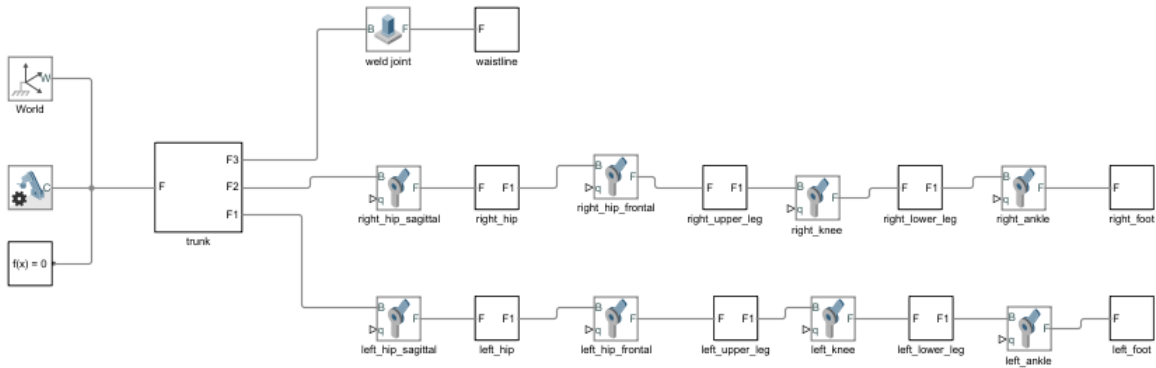 B F
weld joint
F
waistline
W
World
C
f(x) = 0
F F3
F2
F1
trunk
B F
q
right_hip_sagittal
F F1
right_hip
B F
q
right_hip_frontal
F F1
right_upper_leg
B F
q
right_knee
F F1
right_lower_leg
B F
q
right_ankle
F
right_foot
B F
q
left_hip_sagittal
F F1
left_hip
B F
q
left_hip_frontal
F F1
left_upper_leg
B F
q
left_knee
F F1
left_lower_leg
B F
q
left_ankle
F
left_foot